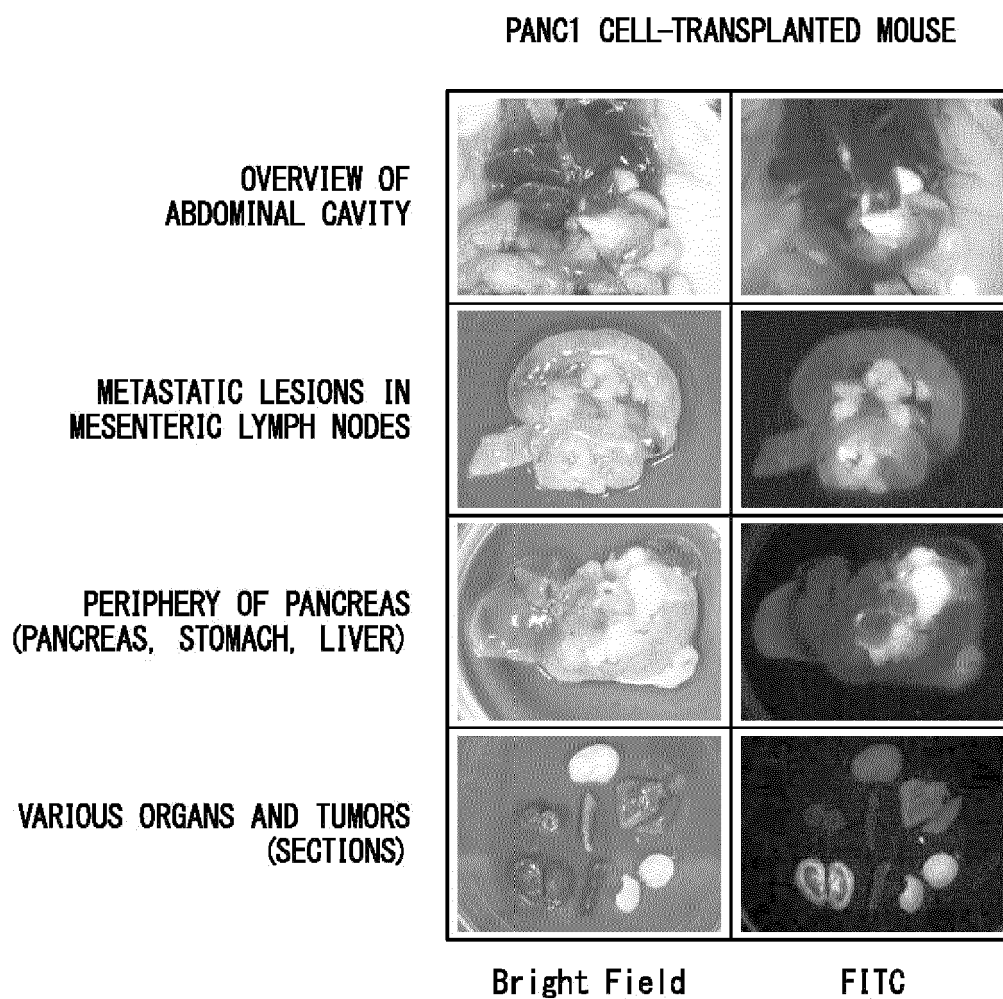 PANC1 CELL-TRANSPLANTED MOUSE
OVERVIEW OF
ABDOMINAL CAVITY
METASTATIC LESIONS IN
MESENTERIC LYMPH NODES
PERIPHERY OF PANCREAS
(PANCREAS, STOMACH, LIVER)
VARIOUS ORGANS AND TUMORS
(SECTIONS)
Bright Field
FITC